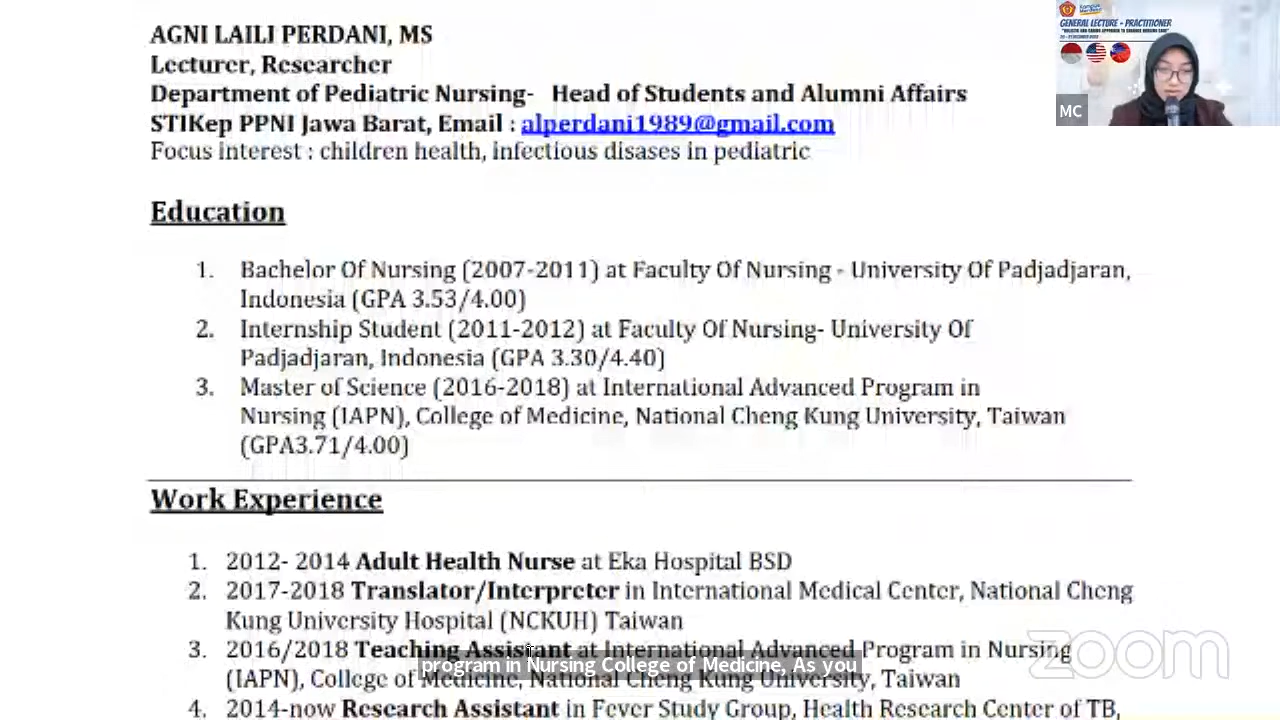 AGNI LAILI PERDANI, MS
Lecturer, Researcher
Department of Pediatric Nursing- Head of Students and Alumni Affairs
STIKep PPNI Jawa Barat, Email : alperdani1989@gmail.com
Focus interest : children health, infectious disases in pediatric
Education
1. Bachelor Of Nursing (2007-2011) at Faculty Of Nursing - University Of Padjadjaran,
Indonesia (GPA 3.53/4.00)
2. Internship Student (2011-2012) at Faculty Of Nursing- University Of
Padjadjaran, Indonesia (GPA 3.30/4.40)
3. Master of Science (2016-2018) at International Advanced Program in
Nursing (IAPN), College of Medicine, National Cheng Kung University, Taiwan
(GPA3.71/4.00)
Work Experience
1. 2012- 2014 Adult Health Nurse at Eka Hospital BSD
2. 2017-2018 Translator/Interpreter in International Medical Center, National Cheng
Kung University Hospital (NCKUH) Taiwan
3. 2016/2018 Teaching Assistant at International Advanced Program in Nursing
(IAPN), College of Medicine, National Cheng Kung University, Taiwan
4. 2014-now Research Assistant in Fever Study Group, Health Research Center of TB,
program in Nursing College of Medicine, As you
GENERAL LECTURE - PRACTITIONER
MC
zoom